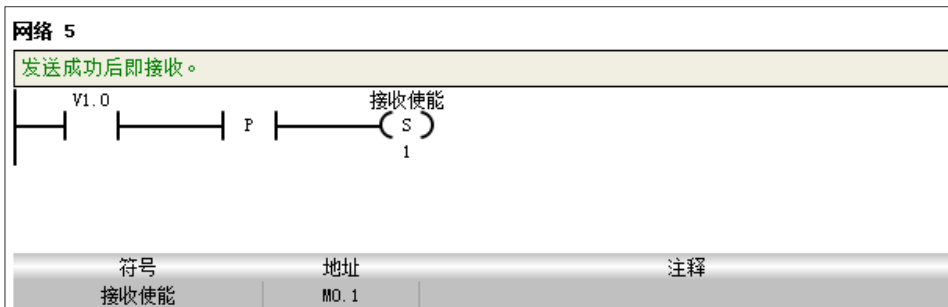 网络 5
发送成功后即接收。
V1.0 接收使能
P S
1
符号 地址 注释
接收使能 M0.1